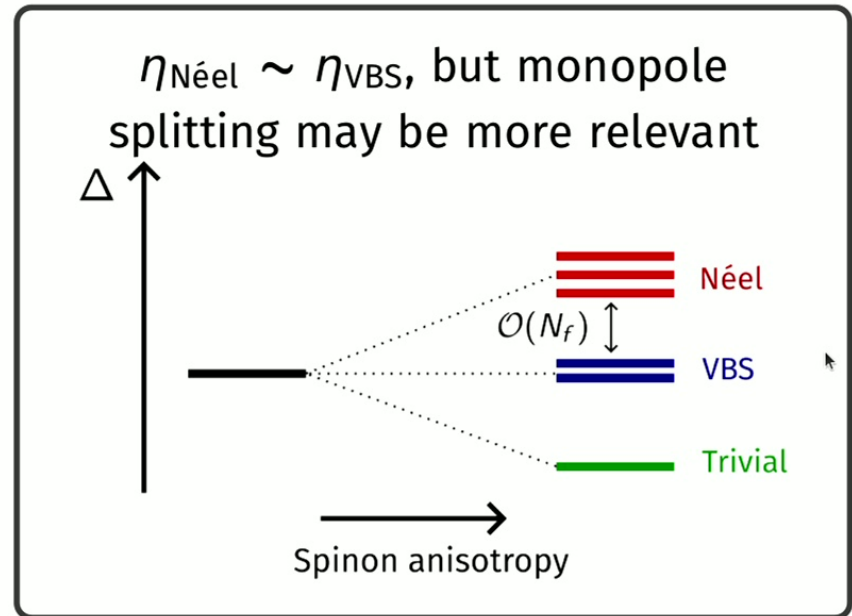 η_Néel ~ η_VBS, but monopole
splitting may be more relevant
Δ
Néel
𝒪(N_f)
VBS
Trivial
Spinon anisotropy